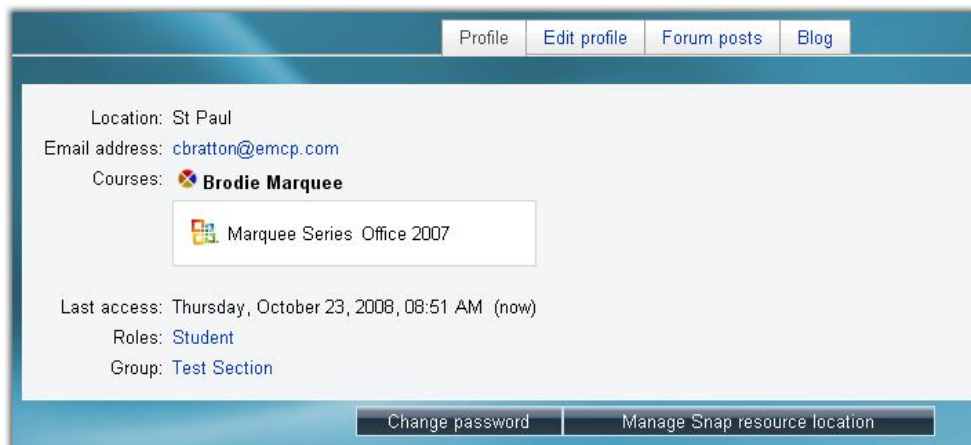 Profile Edit profile Forum posts Blog
Location: St Paul
Email address: cbratton@emcp.com
Courses: Brodie Marquee
Marquee Series Office 2007
Last access: Thursday, October 23, 2008, 08:51 AM (now)
Roles: Student
Group: Test Section
Change password Manage Snap resource location